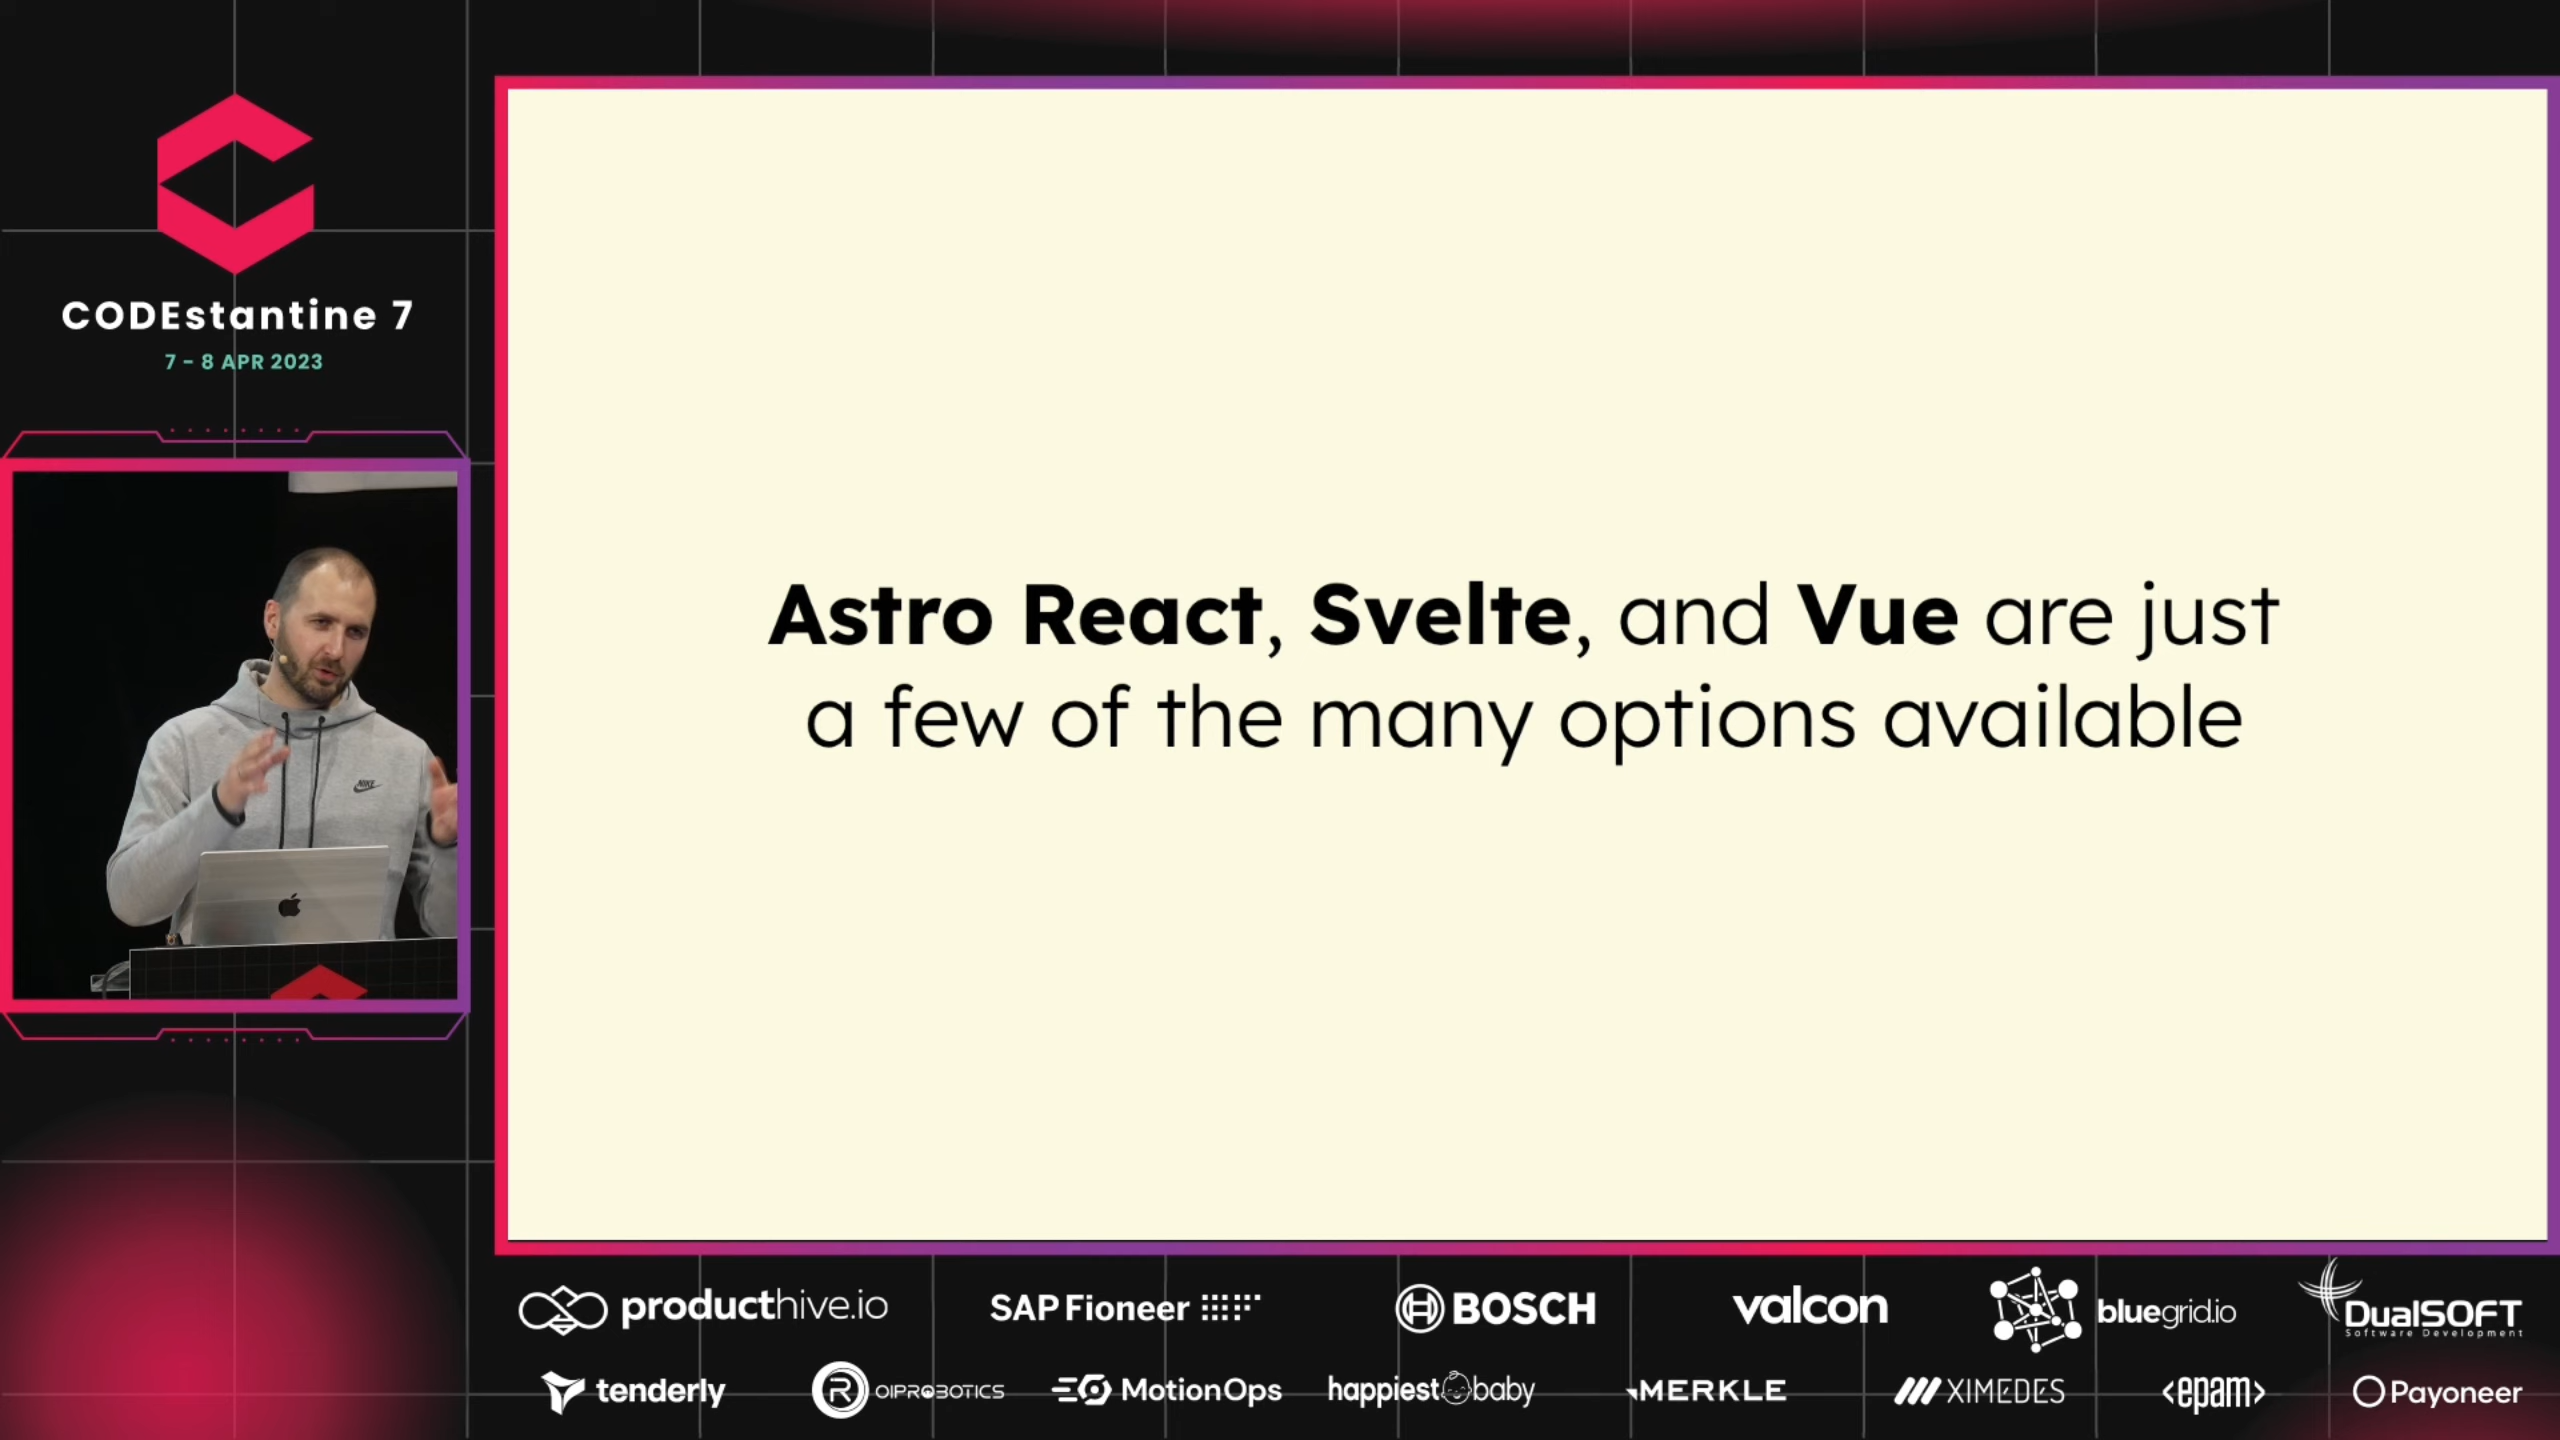 CODEstantine 7
7 - 8 APR 2023
NIKE
Astro React, Svelte, and Vue are just
a few of the many options available
producthive.io
SAP Fioneer
BOSCH
valcon
bluegrid.io
DualSOFT
Software Development
tenderly
R
OIPROBOTICS
MotionOps
happiest baby
MERKLE
XIMEDES
<epam>
Payoneer